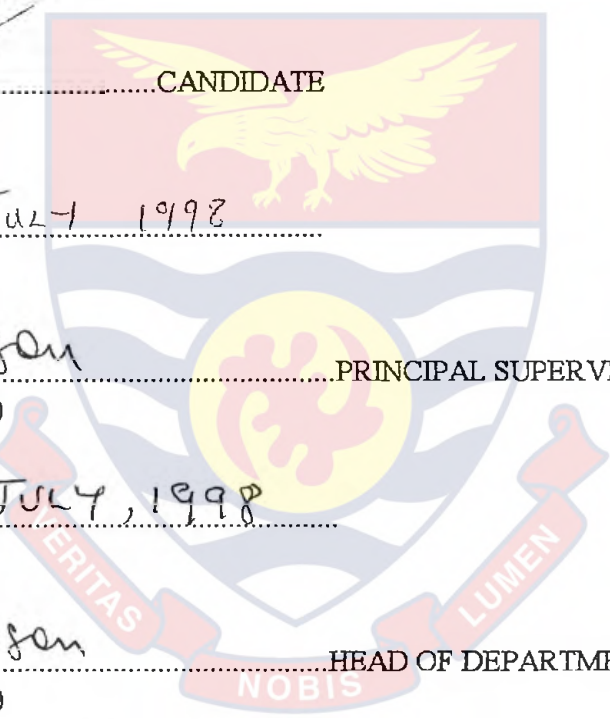 ..............................CANDIDATE
JULY 1998
............................................PRINCIPAL SUPERV
JULY, 1998
VERITAS
LUMEN
............................................HEAD OF DEPARTM
NOBIS